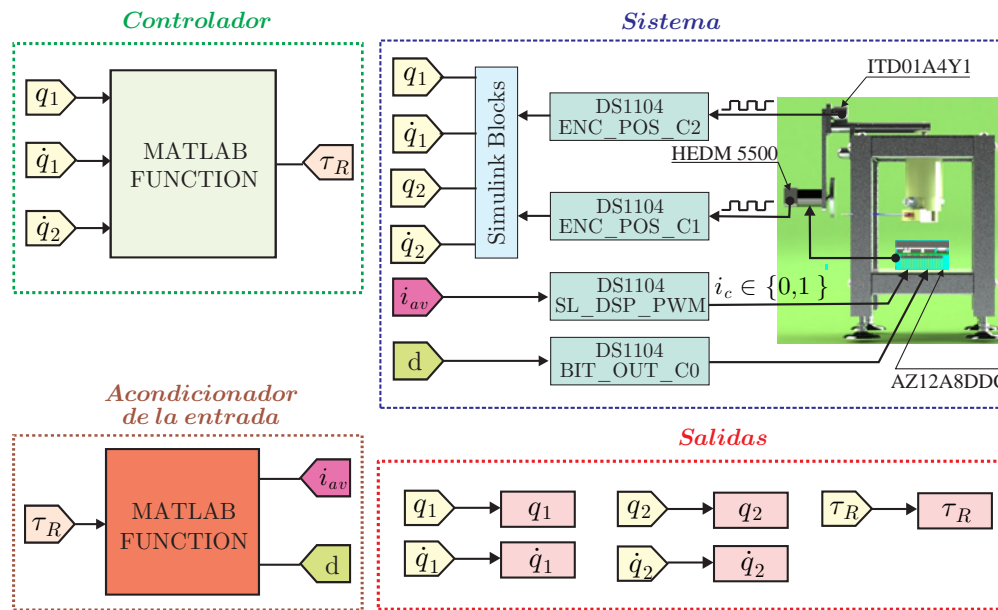 Controlador
q1
q̇1
q̇2
MATLAB
FUNCTION
τR
Sistema
q1
q̇1
q2
q̇2
Simulink Blocks
DS1104
ENC_POS_C2
DS1104
ENC_POS_C1
ITD01A4Y1
HEDM 5500
iav
DS1104
SL_DSP_PWM
ic ∈ {0,1 }
d
DS1104
BIT_OUT_C0
AZ12A8DDC
Acondicionador
de la entrada
τR
MATLAB
FUNCTION
iav
d
Salidas
q1 q1 q2 q2 τR τR
q̇1 q̇1 q̇2 q̇2